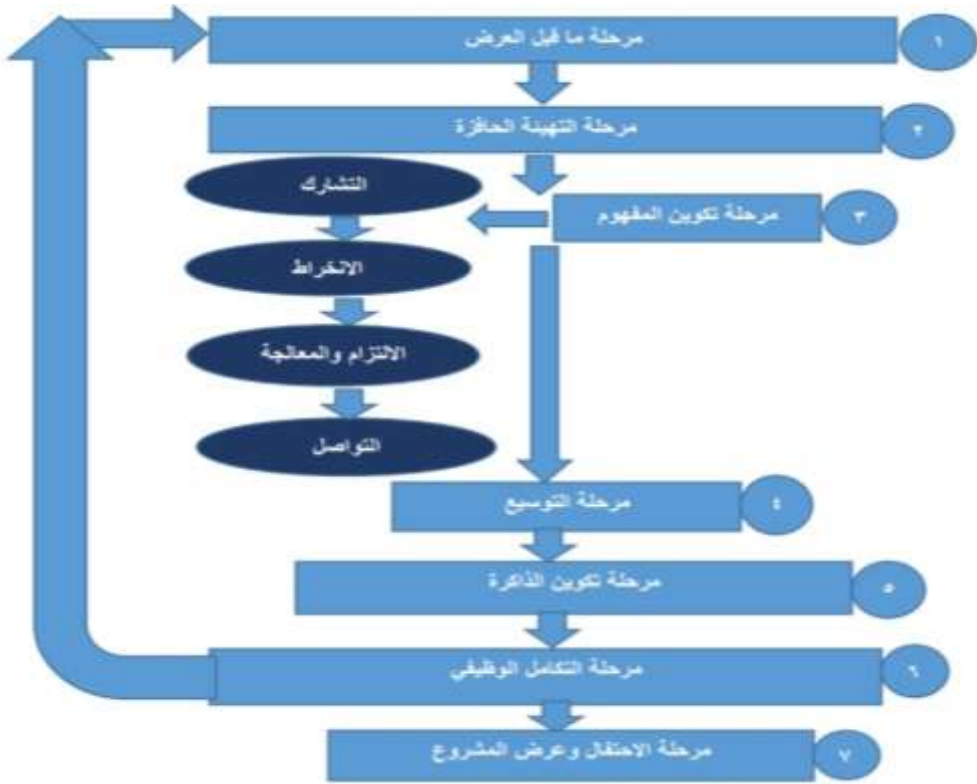 ١
مرحلة ما قبل العرض
٢
مرحلة التهيئة الحافزة
٣
مرحلة تكوين المفهوم
التشارك
الانخراط
الالتزام والمعالجة
التواصل
٤
مرحلة التوسيع
٥
مرحلة تكوين الذاكرة
٦
مرحلة التكامل الوظيفي
٧
مرحلة الاحتفال وعرض المشروع